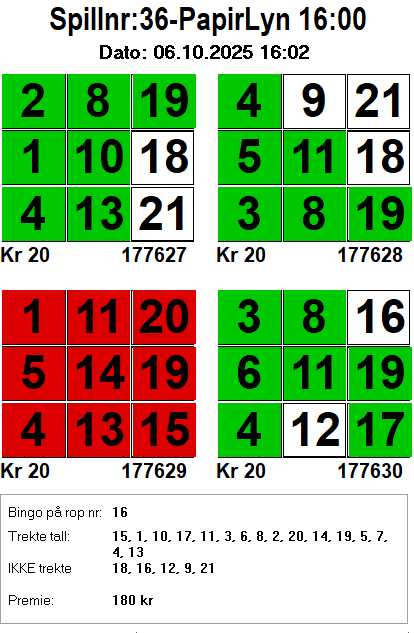 Spillnr:36-PapirLyn 16:00
Dato: 06.10.2025 16:02
2 8 19
1 10 18
4 13 21
Kr 20 177627
4 9 21
5 11 18
3 8 19
Kr 20 177628
1 11 20
5 14 19
4 13 15
Kr 20 177629
3 8 16
6 11 19
4 12 17
Kr 20 177630
Bingo på rop nr: 16
Trekte tall: 15, 1, 10, 17, 11, 3, 6, 8, 2, 20, 14, 19, 5, 7,
4, 13
IKKE trekte 18, 16, 12, 9, 21
Premie: 180 kr